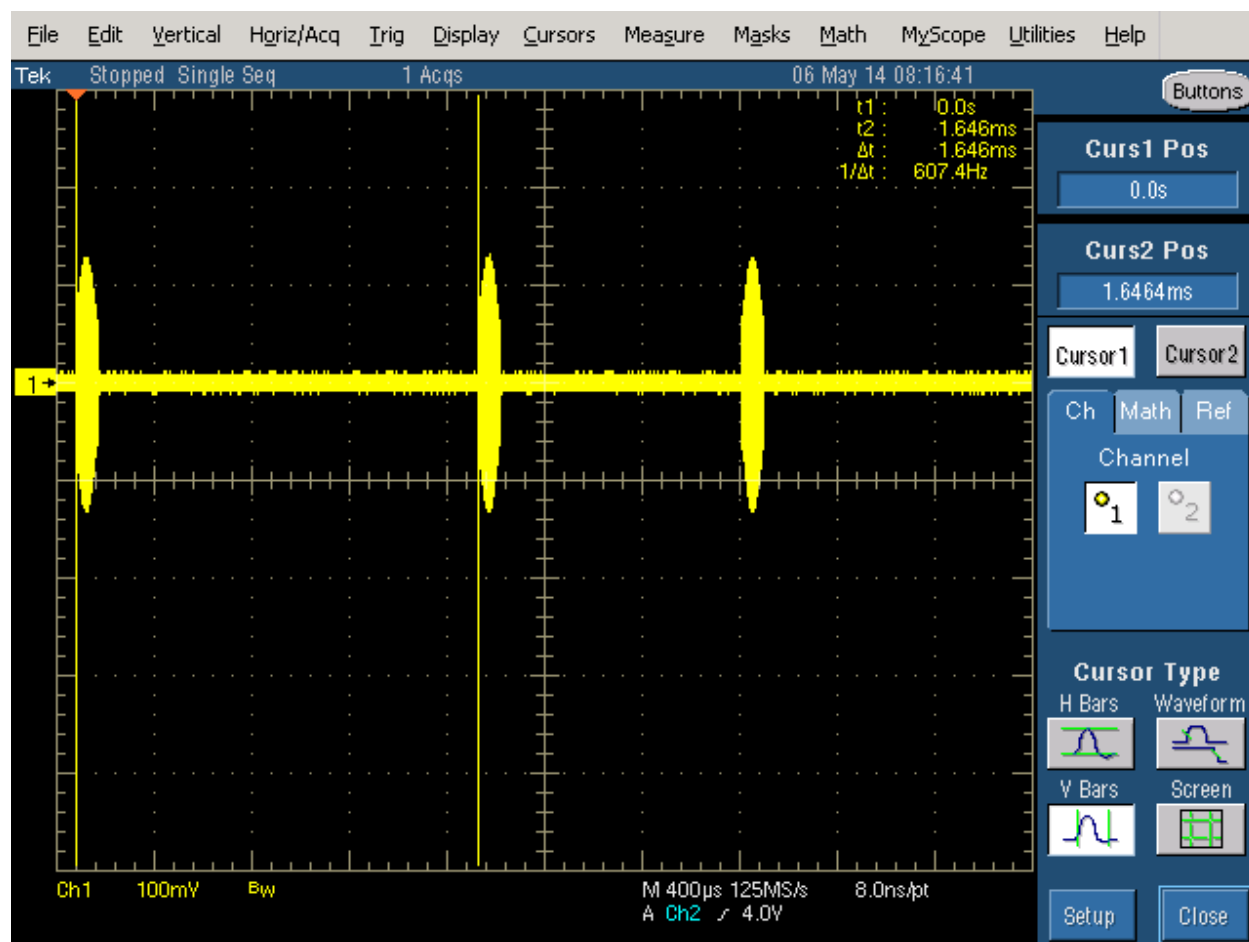 File Edit Vertical Horiz/Acq Trig Display Cursors Measure Masks Math MyScope Utilities Help
Tek Stopped Single Seq 1 Acqs 06 May 14 08:16:41
Buttons
t1 : 0.0s
t2 : 1.646ms
Δt : 1.646ms
1/Δt : 607.4Hz
Curs1 Pos
0.0s
Curs2 Pos
1.6464ms
Cursor1 Cursor2
1
Ch Math Ref
Channel
1 2
Cursor Type
H Bars Waveform
V Bars Screen
Ch1 100mV BW M 400µs 125MS/s 8.0ns/pt
A Ch2 4.0V
Setup Close